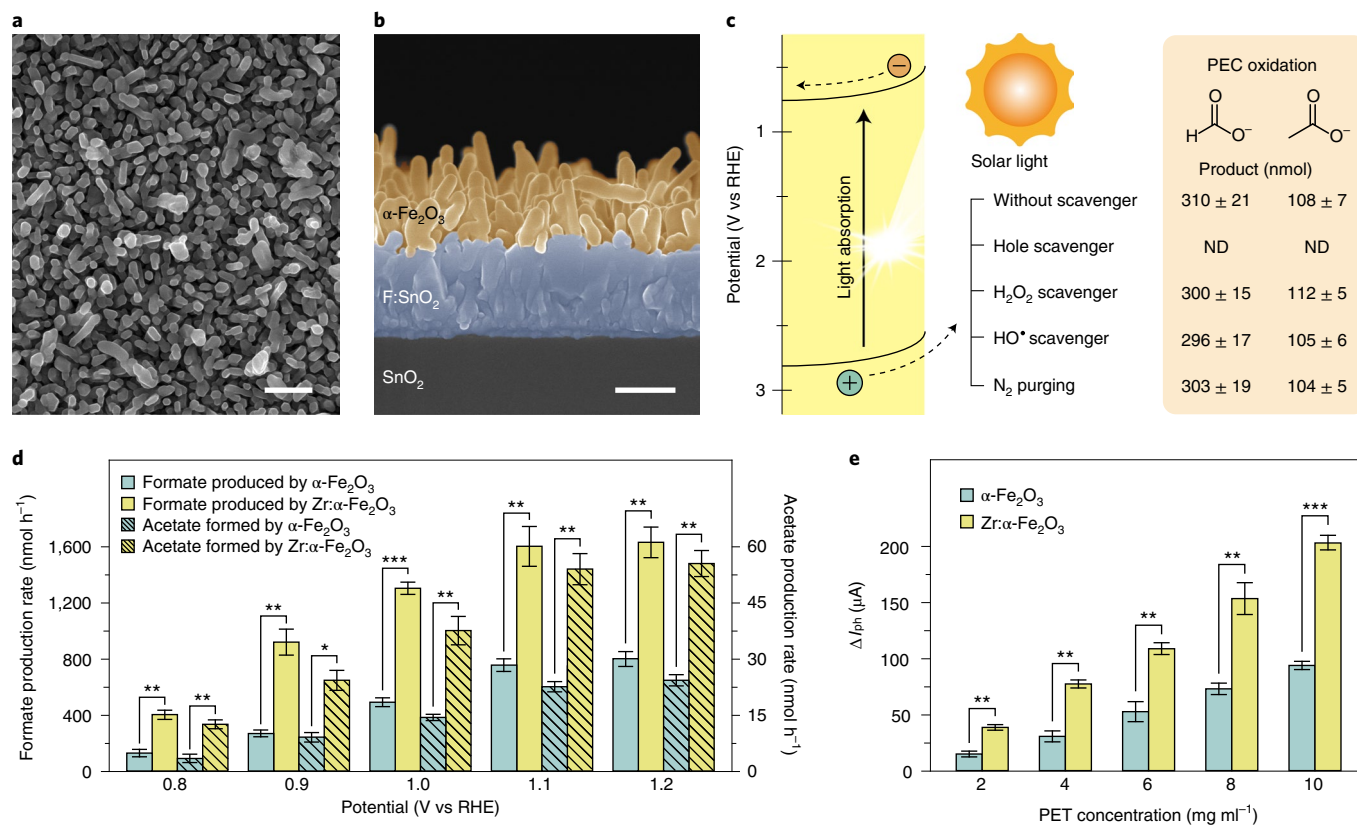 a
b
α-Fe₂O₃
F:SnO₂
SnO₂
c
Potential (V vs RHE)
1
2
3
Light absorption
−
+
Solar light
Without scavenger
Hole scavenger
H₂O₂ scavenger
HO• scavenger
N₂ purging
PEC oxidation
H O O⁻
O O⁻
Product (nmol)
310 ± 21 108 ± 7
ND ND
300 ± 15 112 ± 5
296 ± 17 105 ± 6
303 ± 19 104 ± 5
d
Formate production rate (nmol h⁻¹)
1,600
1,200
800
400
0
Formate produced by α-Fe₂O₃
Formate produced by Zr:α-Fe₂O₃
Acetate formed by α-Fe₂O₃
Acetate formed by Zr:α-Fe₂O₃
** **
** *
*** **
** **
** **
0.8 0.9 1.0 1.1 1.2
Potential (V vs RHE)
60
45
30
15
0
Acetate production rate (nmol h⁻¹)
e
Δ I_ph (µA)
200
150
100
50
0
α-Fe₂O₃
Zr:α-Fe₂O₃
**
**
**
**
***
2 4 6 8 10
PET concentration (mg ml⁻¹)